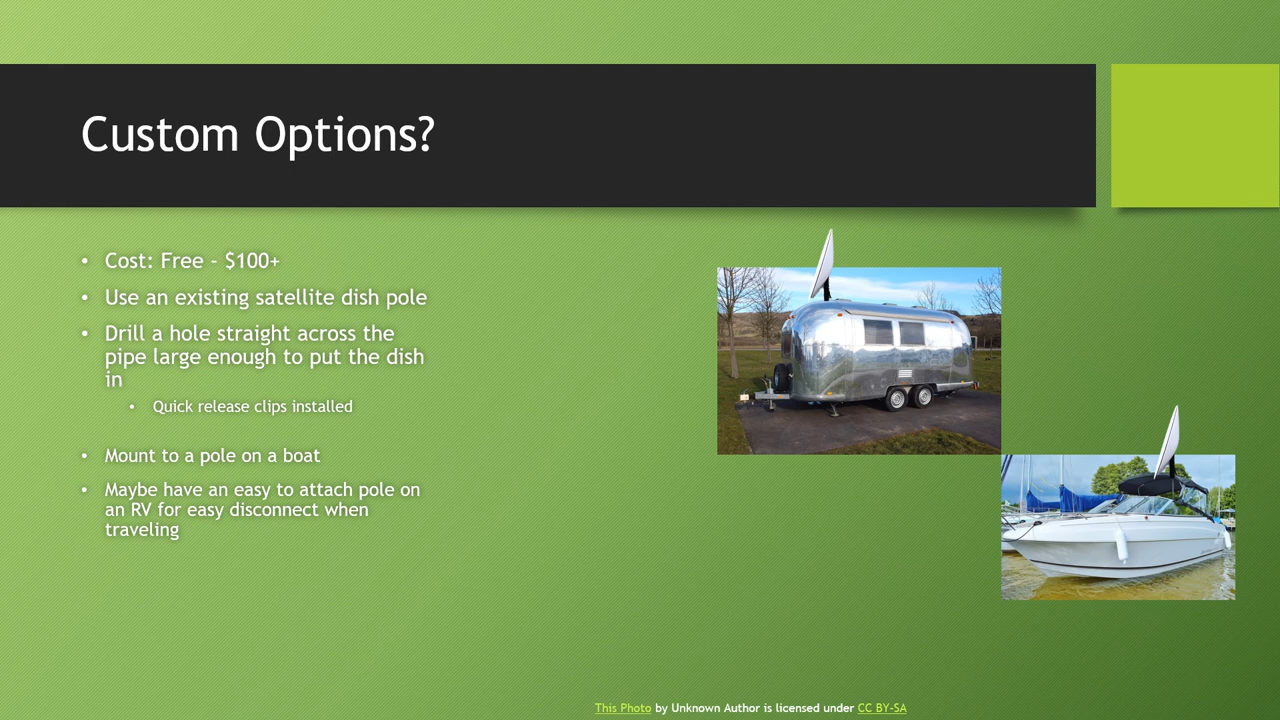 Custom Options?
• Cost: Free - $100+
• Use an existing satellite dish pole
• Drill a hole straight across the
pipe large enough to put the dish
in
• Quick release clips installed
• Mount to a pole on a boat
• Maybe have an easy to attach pole on
an RV for easy disconnect when
traveling
This Photo by Unknown Author is licensed under CC BY-SA